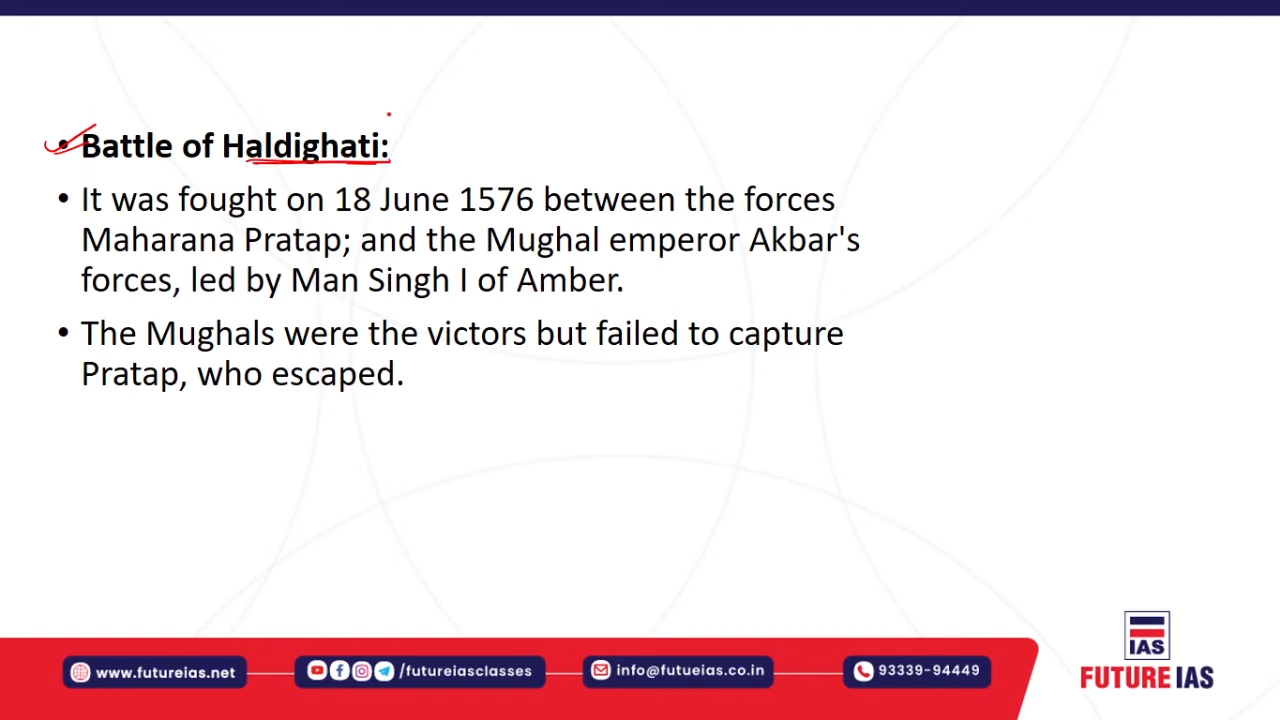 • Battle of Haldighati:
• It was fought on 18 June 1576 between the forces
Maharana Pratap; and the Mughal emperor Akbar's
forces, led by Man Singh I of Amber.
• The Mughals were the victors but failed to capture
Pratap, who escaped.
www.futureias.net
/futureiasclasses
info@futueias.co.in
93339-94449
IAS
FUTURE IAS